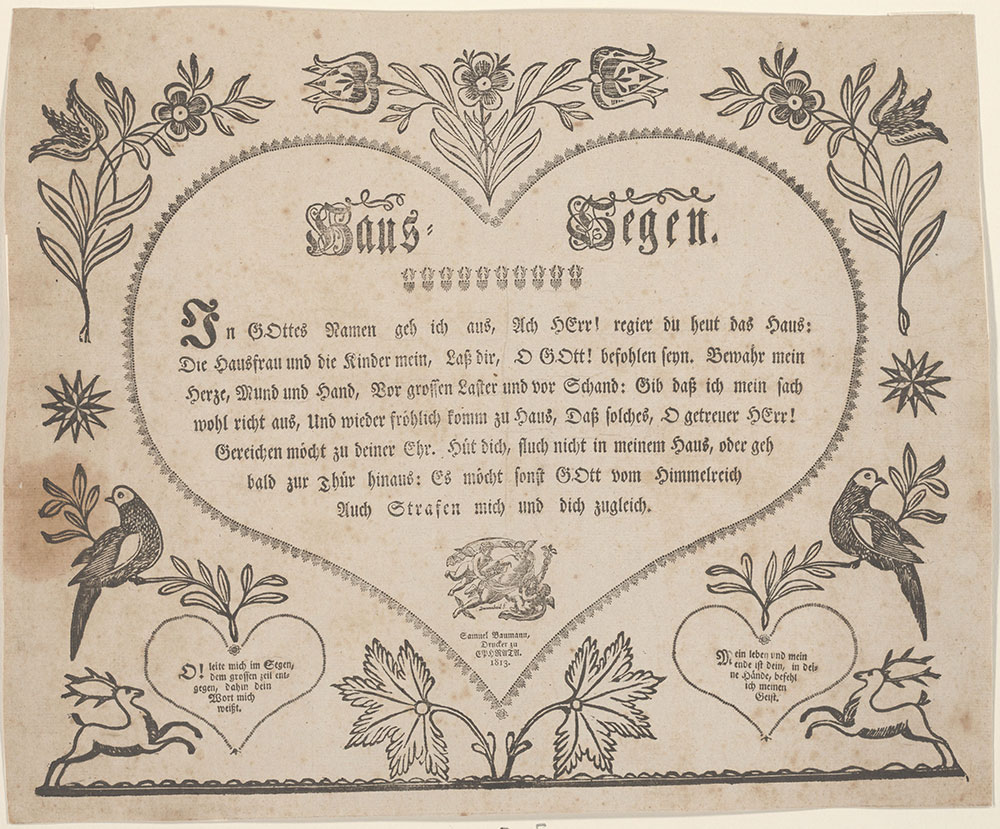 Haus- Segen.
In GOttes Namen geh ich aus, Ach HErr! regier du heut das Haus:
Die Hausfrau und die Kinder mein, Laß dir, O GOtt! befohlen seyn. Bewahr mein
Herze, Mund und Hand, Vor grossen Laster und vor Schand: Gib daß ich mein sach
wohl richt aus, Und wieder fröhlich komm zu Haus, Daß solches, O getreuer HErr!
Gereichen möcht zu deiner Ehr. Hüt dich, fluch nicht in meinem Haus, oder geh
bald zur Thür hinaus: Es möcht sonst GOtt vom Himmelreich
Auch Strafen mich und dich zugleich.
Samuel Baumann,
Drucker zu
EPHRATA.
1813.
O! leite mich im Segen,
dem grossen zeil ent-
gegen, dahin dein
Wort mich
weißt.
Mein leben und mein
ende ist dein, in dei-
ne Hände, befehl
ich meinen
Geist.